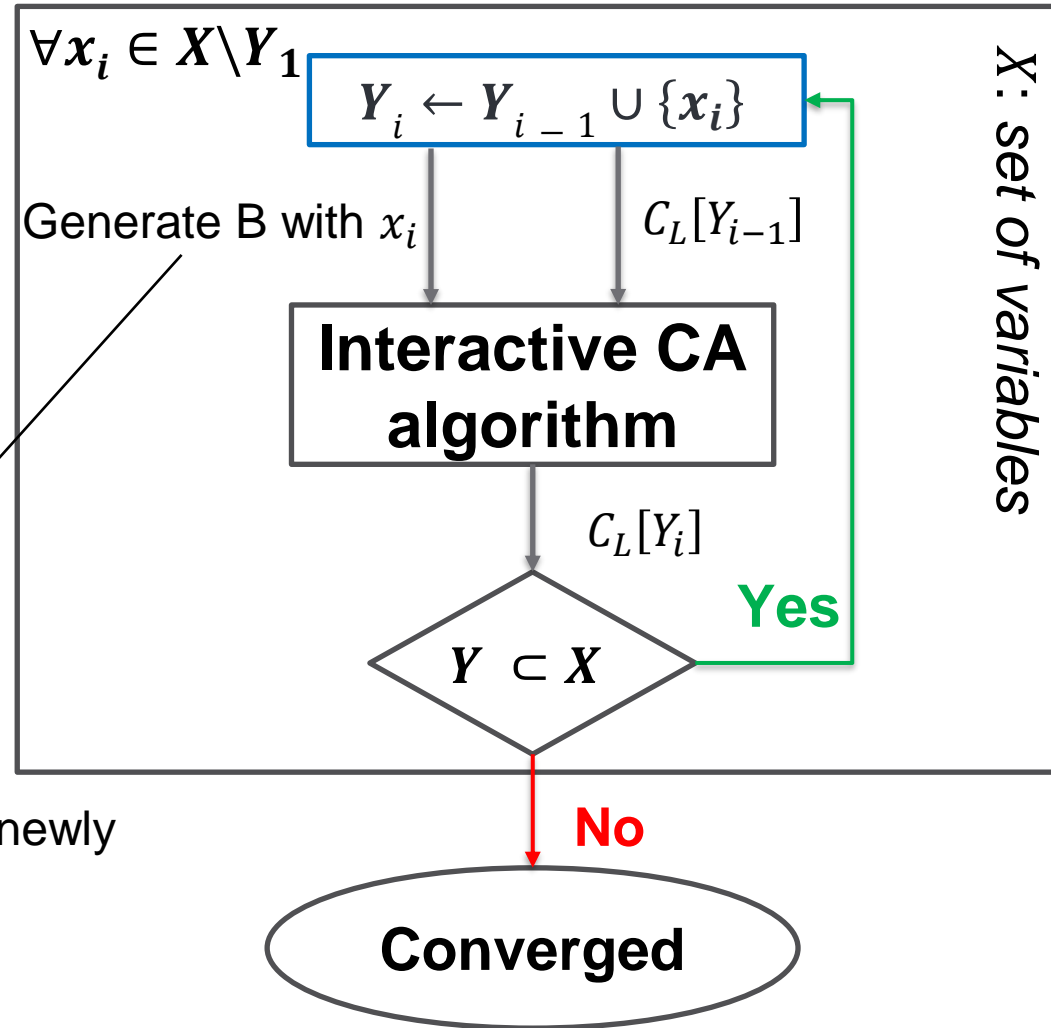 ∀xᵢ ∈ X\Y₁
Yᵢ ← Yᵢ ₋ ₁ ∪ {xᵢ}
X: set of variables
Generate B with xᵢ
C_L[Yᵢ₋₁]
Interactive CA
algorithm
C_L[Yᵢ]
Yes
Y ⊂ X
newly
No
Converged